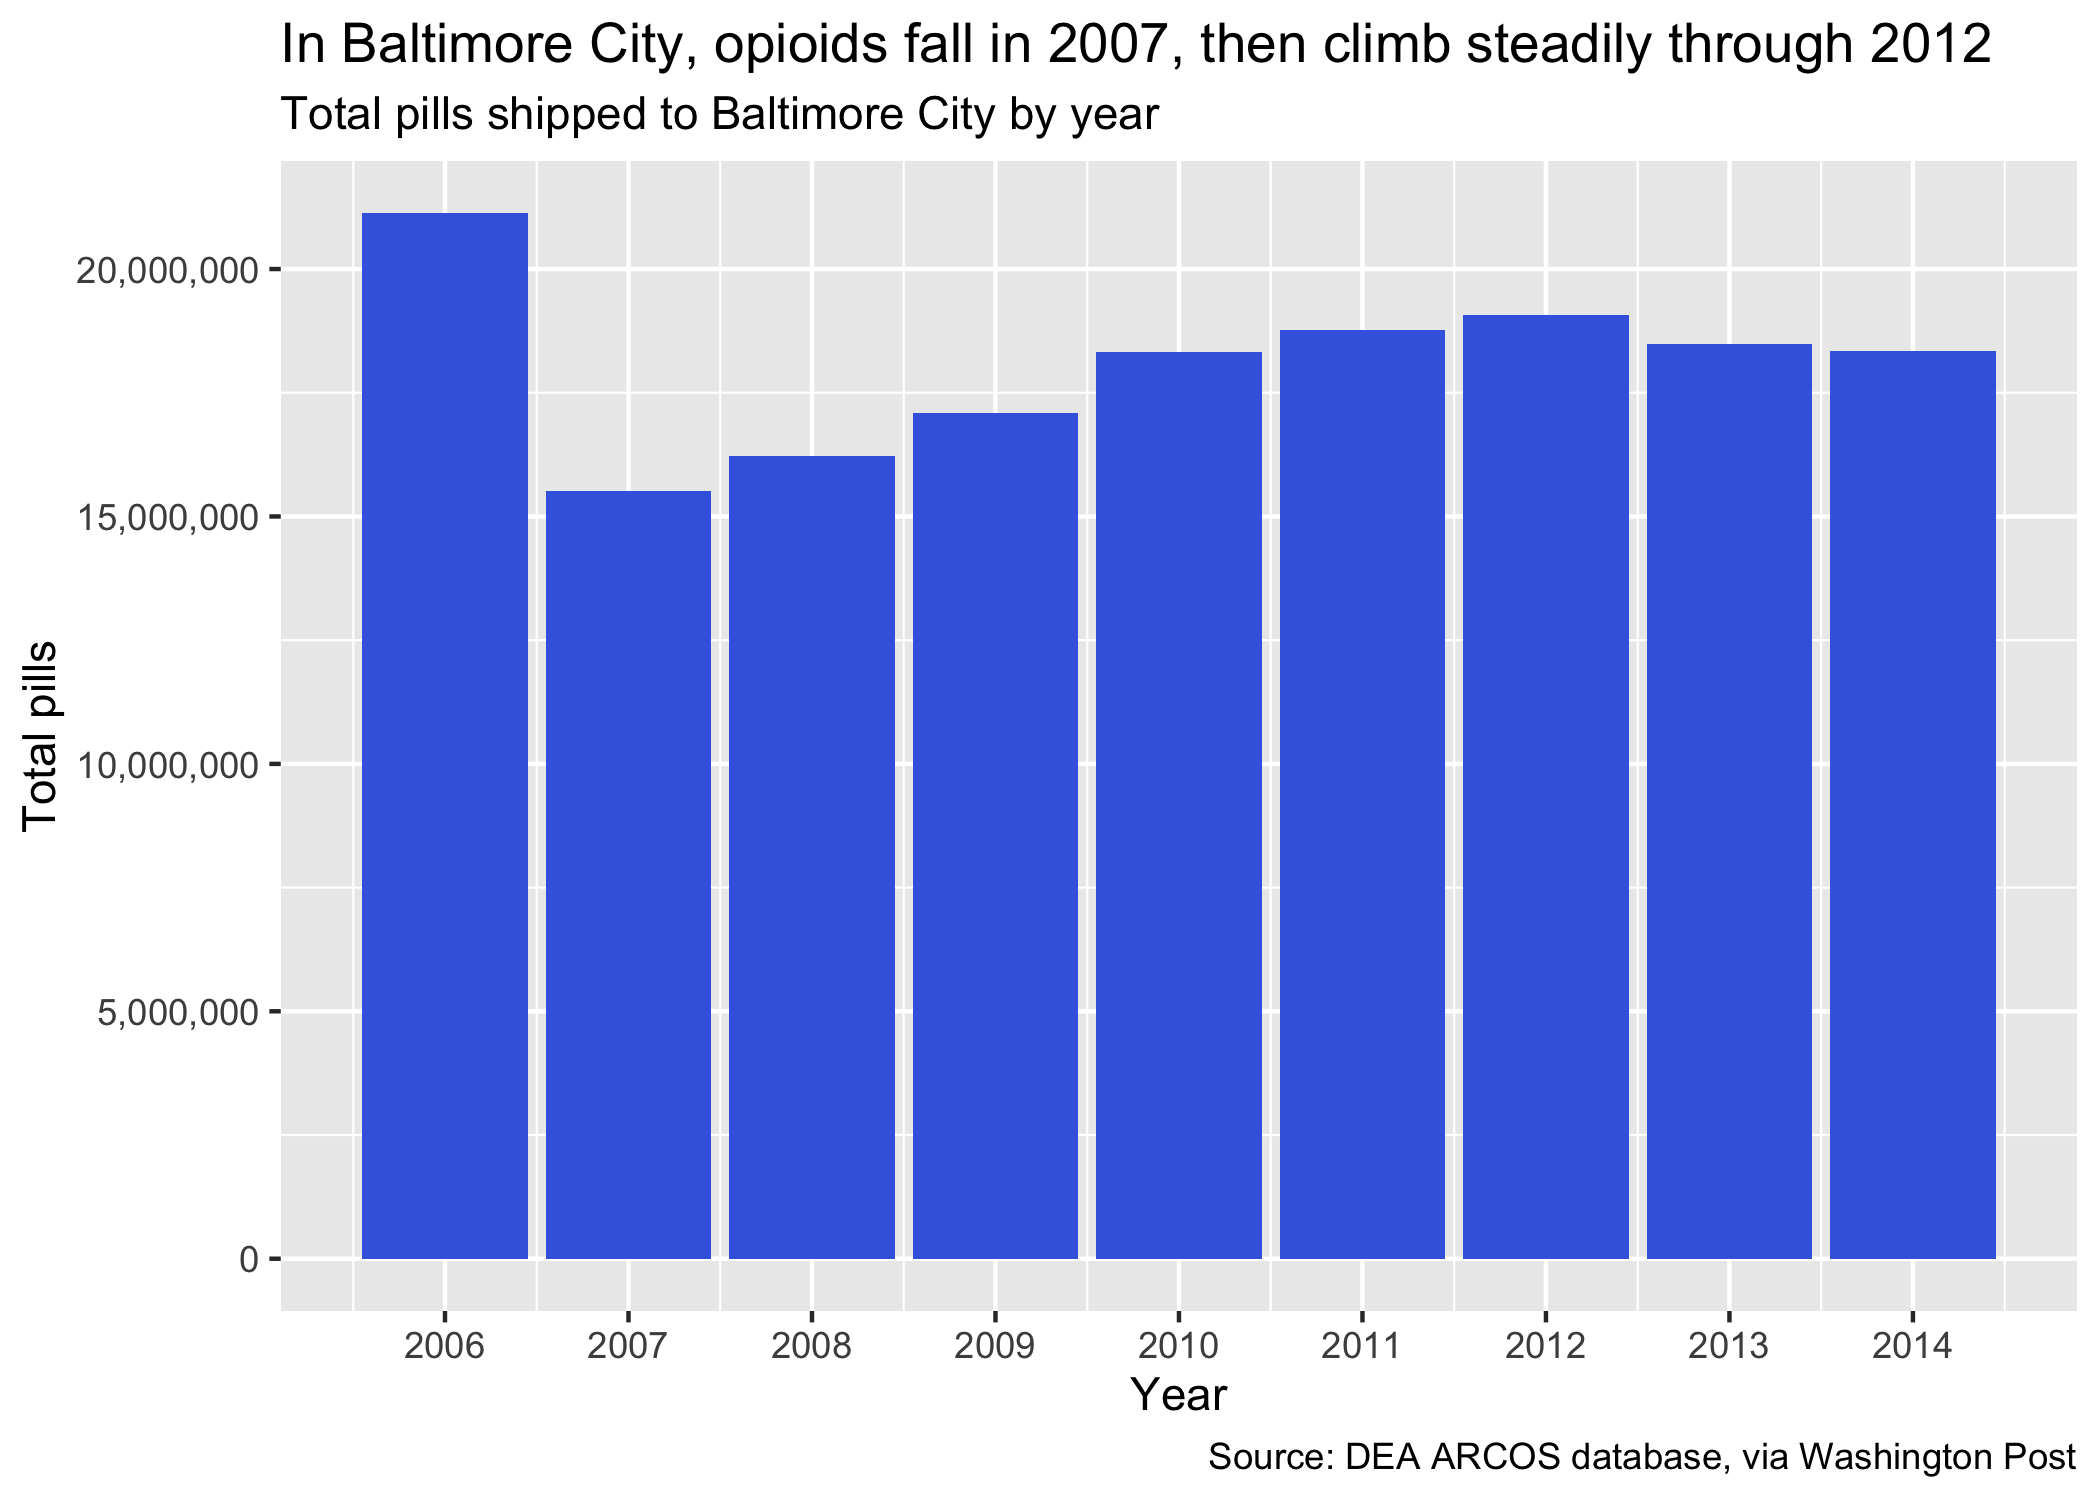 In Baltimore City, opioids fall in 2007, then climb steadily through 2012
Total pills shipped to Baltimore City by year
Total pills
20,000,000
15,000,000
10,000,000
5,000,000
0
2006 2007 2008 2009 2010 2011 2012 2013 2014
Year
Source: DEA ARCOS database, via Washington Post